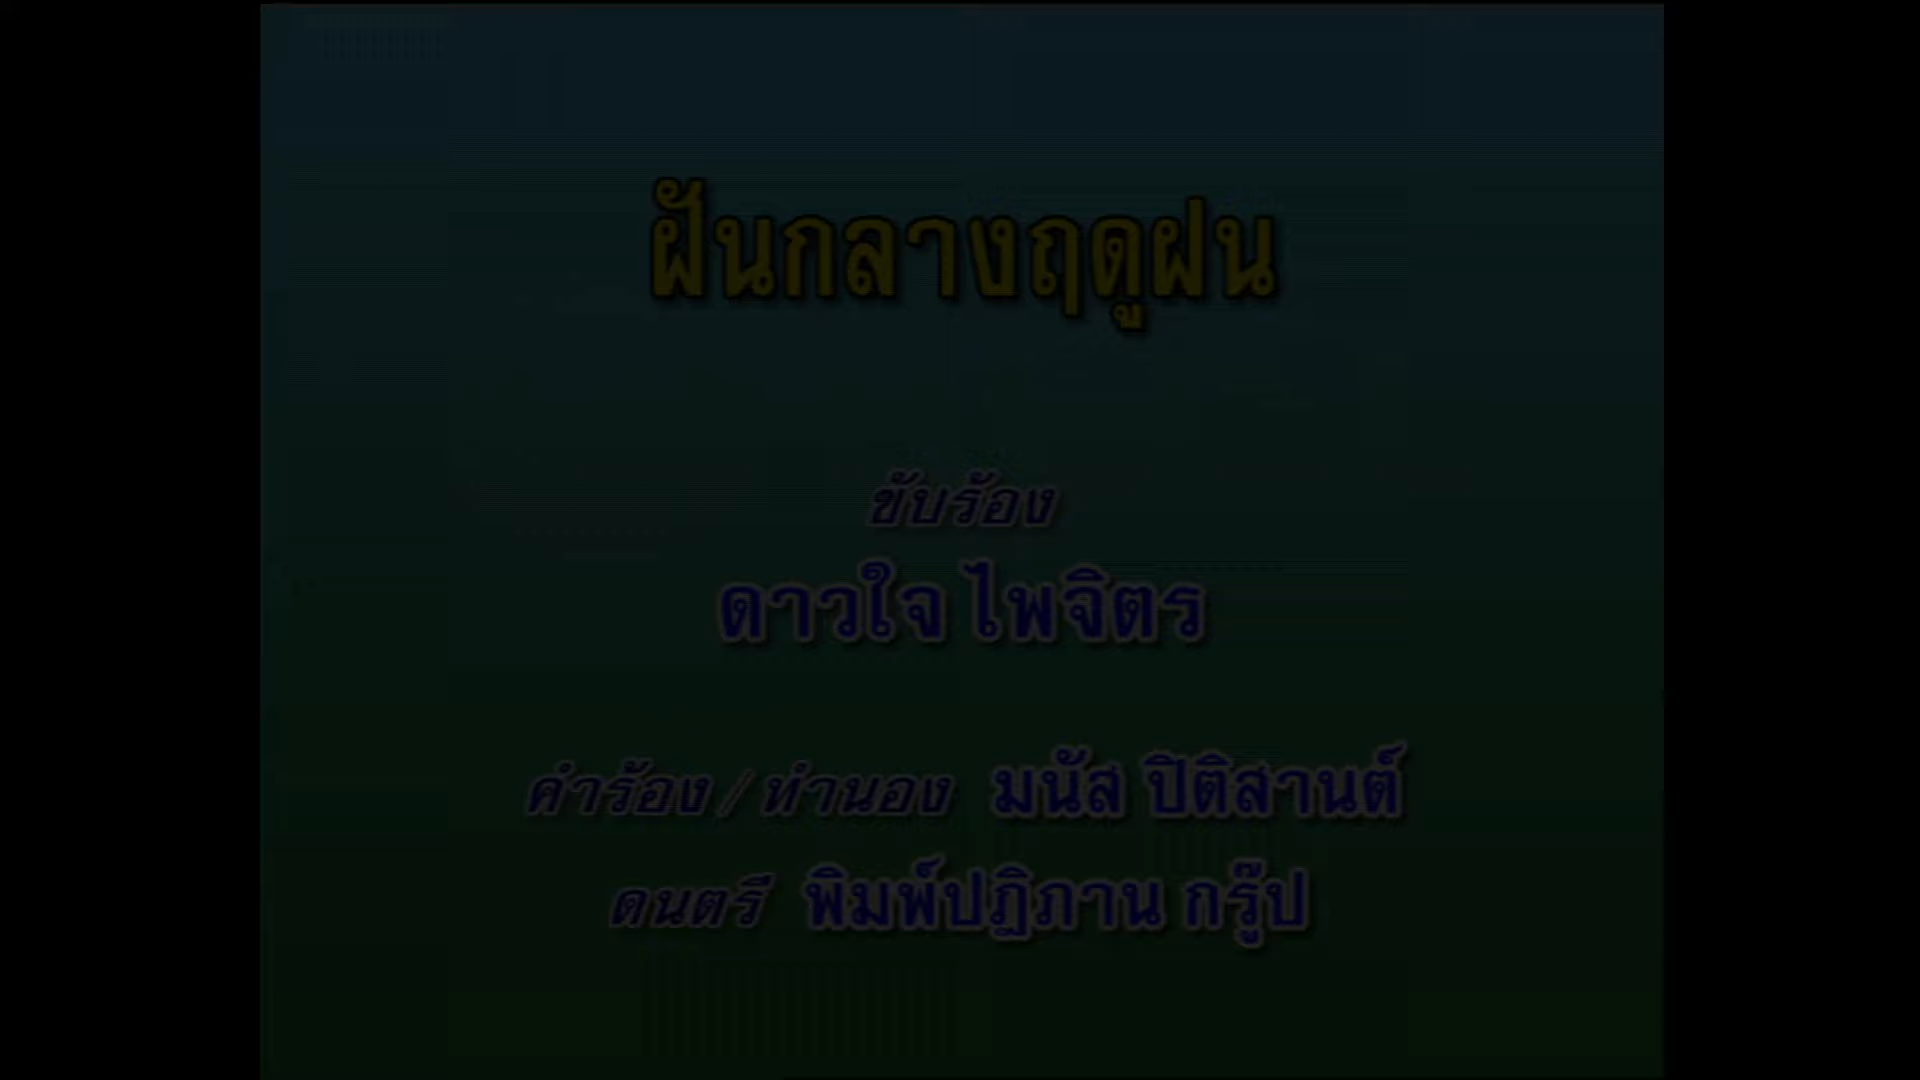 ฝันกลางฤดูฝน
ขับร้อง
ดาวใจ ไพจิตร
คำร้อง / ทำนอง มนัส ปิติสานต์
ดนตรี พิมพ์ปฏิภาน กรุ๊ป